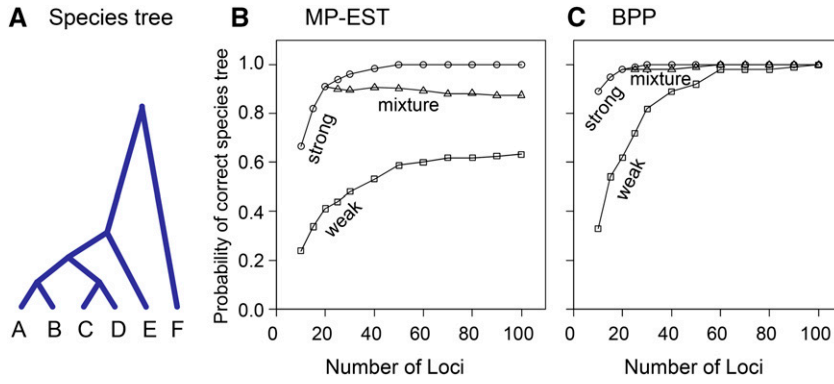 A Species tree
A B C D E F
B MP-EST
Probability of correct species tree
1.0
0.8
0.6
0.4
0.2
0.0
strong
mixture
weak
0 20 40 60 80 100
Number of Loci
C BPP
strong
mixture
weak
0 20 40 60 80 100
Number of Loci